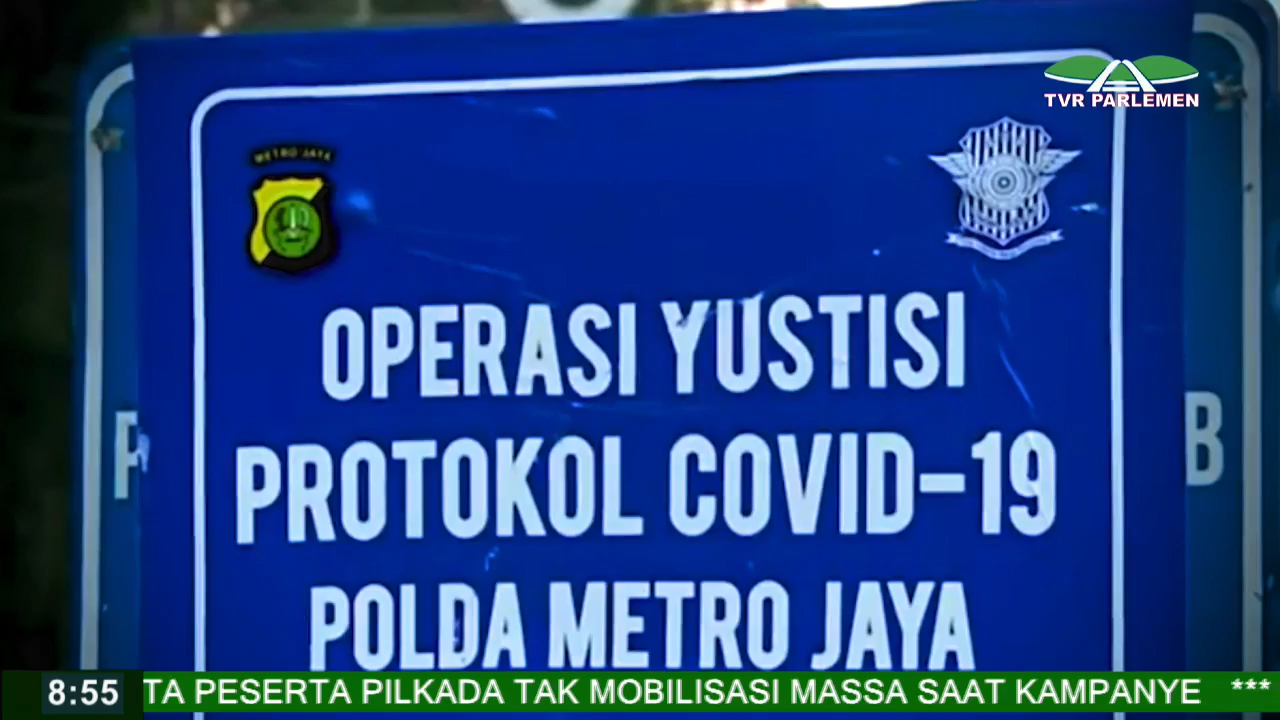 TVR PARLEMEN
METRO JAYA
OPERASI YUSTISI
PROTOKOL COVID-19
POLDA METRO JAYA
B
8:55
TA PESERTA PILKADA TAK MOBILISASI MASSA SAAT KAMPANYE ***